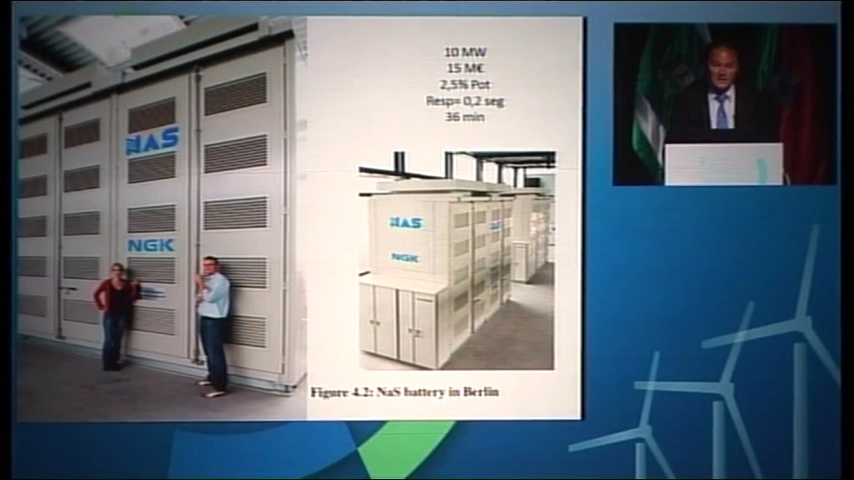 10 MW
15 M€
2,5% Pot
Resp= 0,2 seg
36 min
NAS
NGK
NAS
NGK
Figure 4.2: NaS battery in Berlin